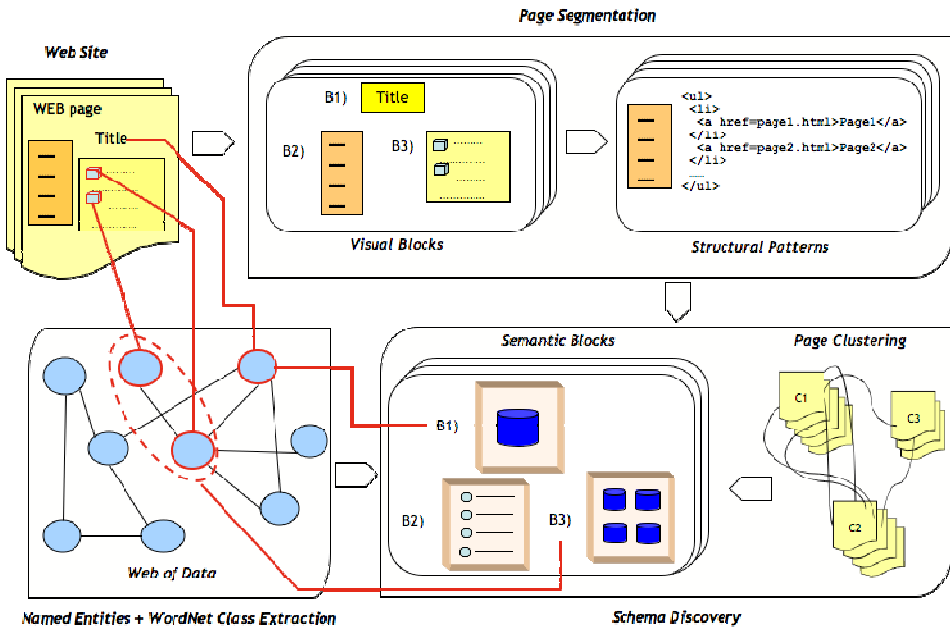 Page Segmentation
Web Site
WEB page
Title
B1)
Title
B2)
B3)
<ul>
<li>
<a href=page1.html>Page1</a>
</li>
<a href=page2.html>Page2</a>
</li>
</ul>
Visual Blocks
Structural Patterns
Semantic Blocks
Page Clustering
C1
C3
B1)
B2)
B3)
C2
Web of Data
Named Entities + WordNet Class Extraction
Schema Discovery